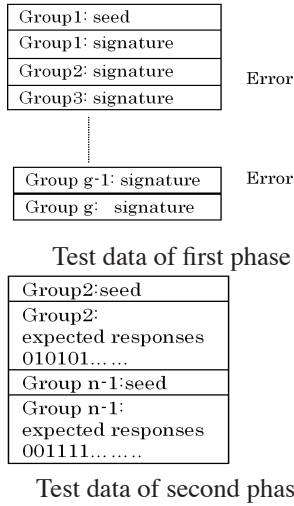 Group1: seed
Group1: signature
Group2: signature
Error
Group3: signature
Group g-1: signature
Error
Group g: signature
Test data of first phase
Group2:seed
Group2:
expected responses
010101... ...
Group n-1:seed
Group n-1:
expected responses
001111... .....
Test data of second phas